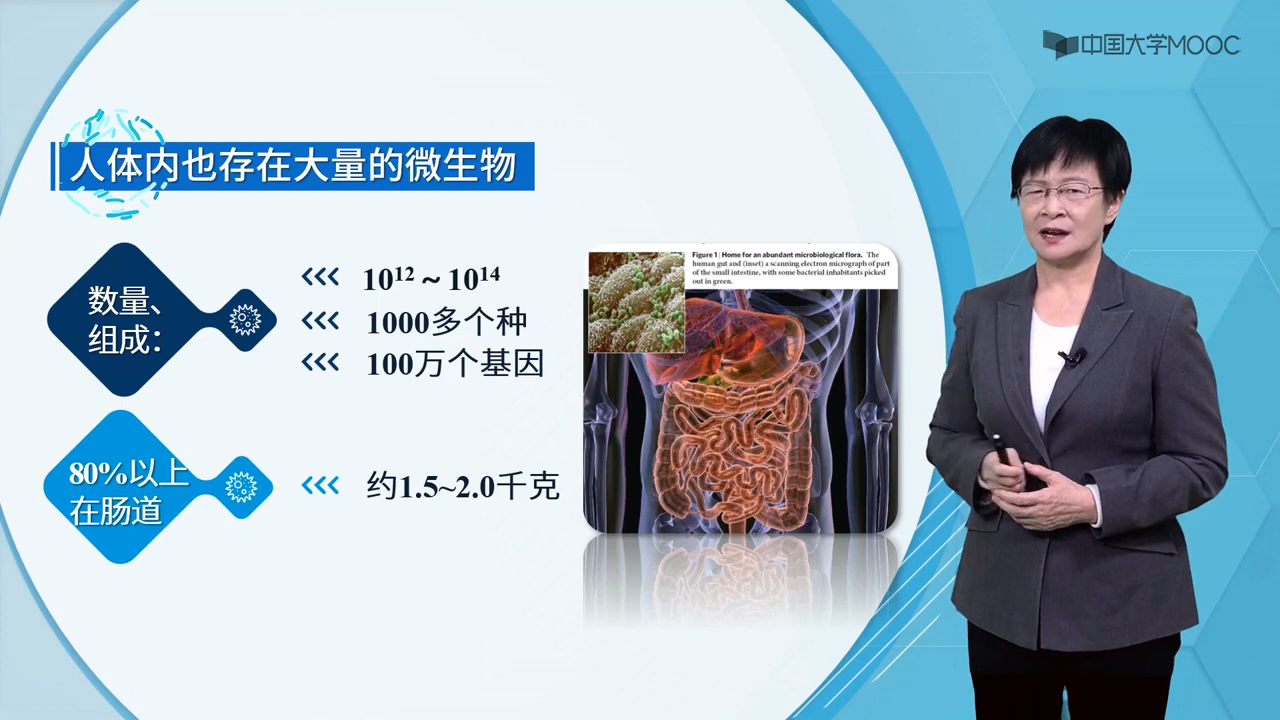 中国大学MOOC
人体内也存在大量的微生物
数量、
组成：
10¹² ~ 10¹⁴
1000多个种
100万个基因
80%以上
在肠道
约1.5~2.0千克
Figure 1 | Home for an abundant microbiological flora. The
human gut and (inset) a scanning electron micrograph of part
of the small intestine, with some bacterial inhabitants picked
out in green.